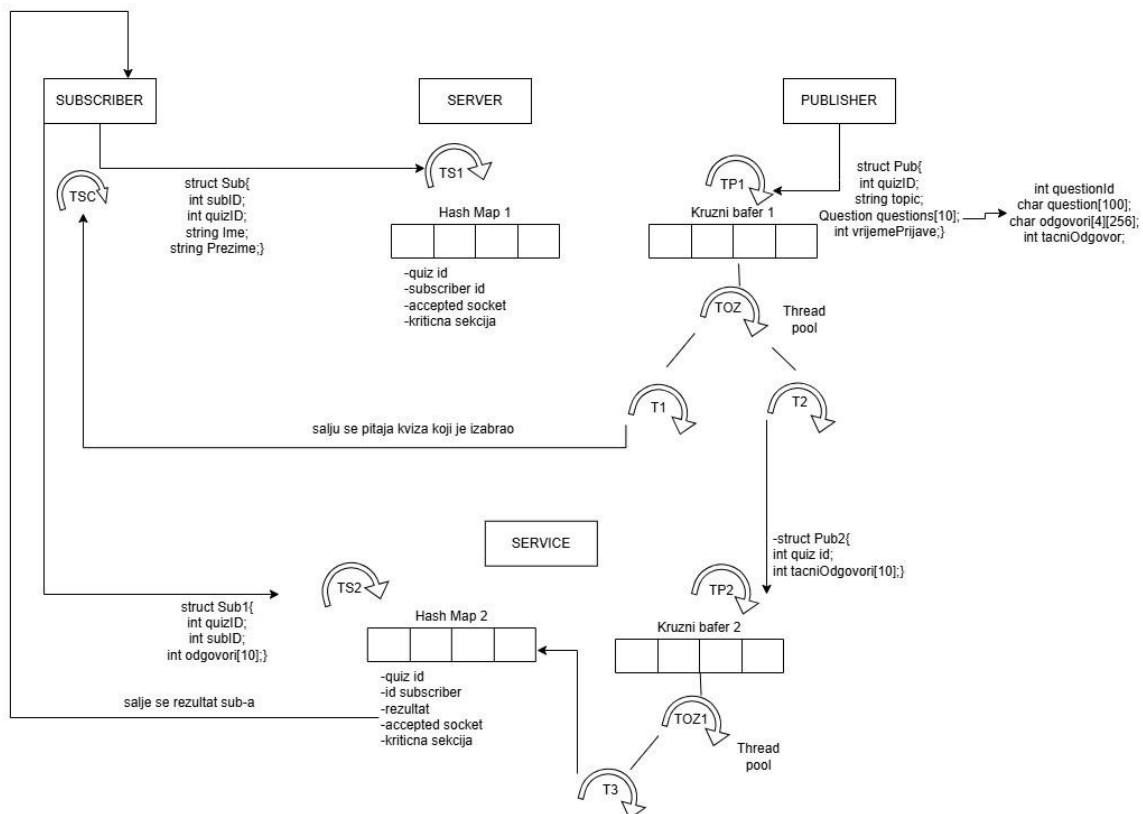 SUBSCRIBER
SERVER
PUBLISHER
TSC
struct Sub{
int subID;
int quizID;
string Ime;
string Prezime;}
TS1
Hash Map 1
-quiz id
-subscriber id
-accepted socket
-kriticna sekcija
TP1
Kruzni bafer 1
struct Pub{
int quizID;
string topic;
Question questions[10];
int vrijemePrijave;}
int questionId
char question[100];
char odgovori[4][256];
int tacniOdgovor;
TOZ
Thread
pool
T1
T2
salju se pitaja kviza koji je izabrao
SERVICE
-struct Pub2{
int quiz id;
int tacniOdgovori[10];}
TS2
TP2
struct Sub1{
int quizID;
int subID;
int odgovori[10];}
Hash Map 2
Kruzni bafer 2
-quiz id
-id subscriber
-rezultat
-accepted socket
-kriticna sekcija
salje se rezultat sub-a
TOZ1
Thread
pool
T3